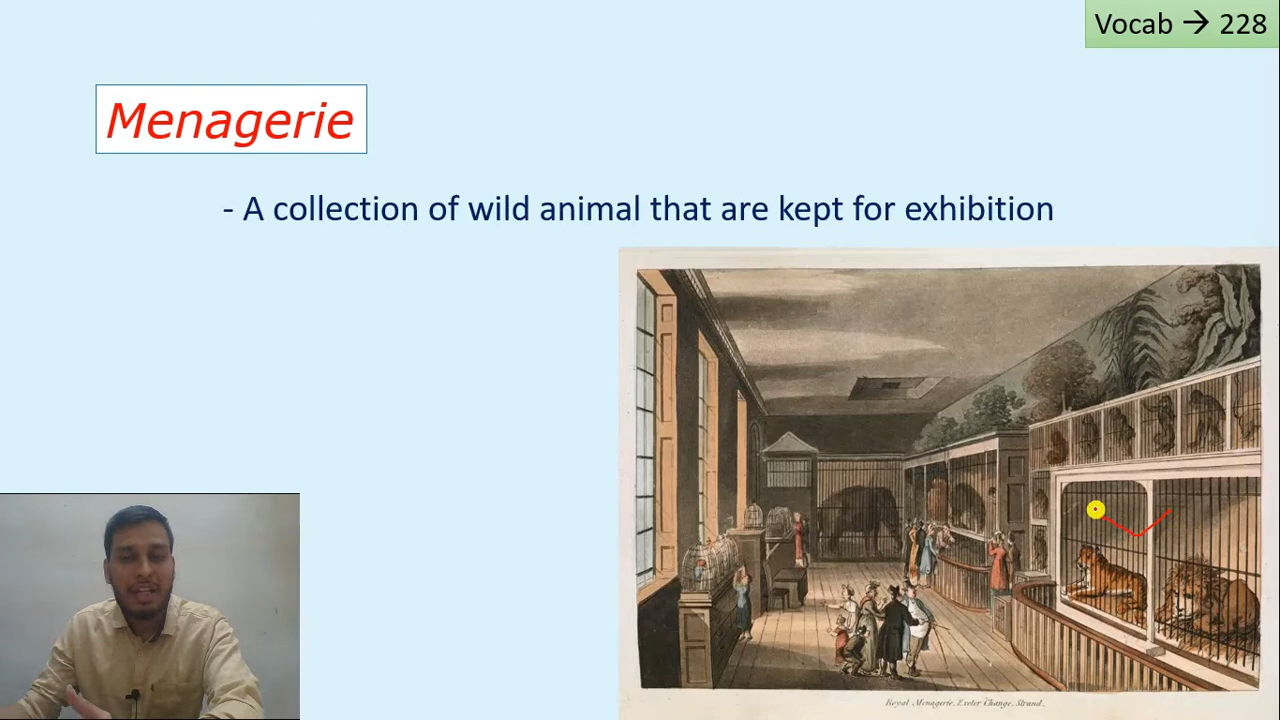 Vocab → 228
Menagerie
- A collection of wild animal that are kept for exhibition
Royal Menagerie, Exeter 'Change, Strand.